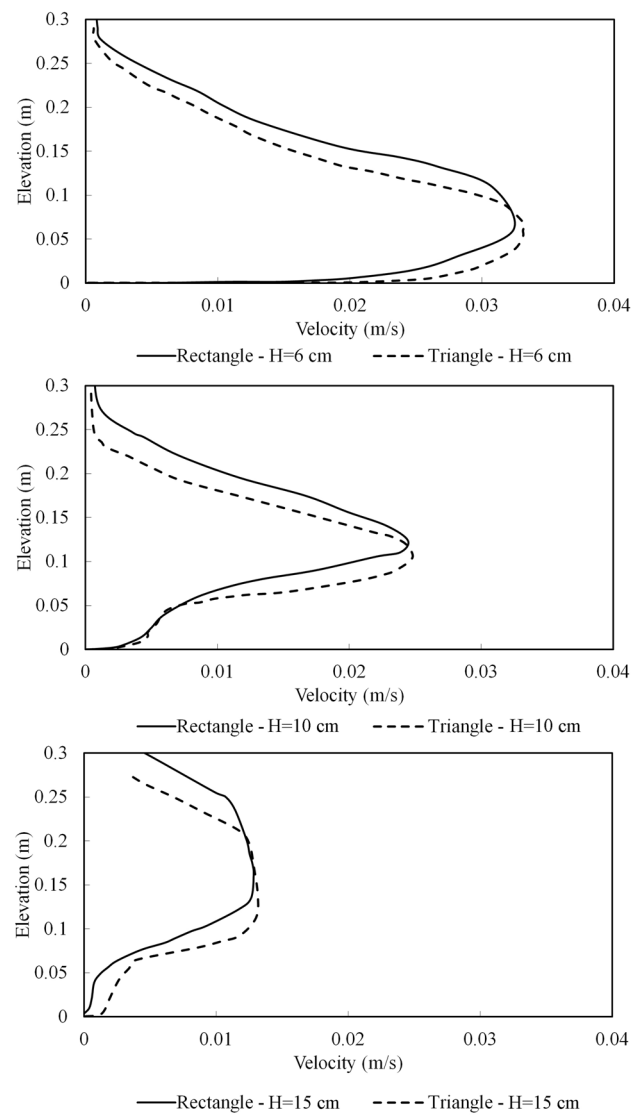 0.3
0.25
0.2
0.15
0.1
0.05
0
Elevation (m)
0 0.01 0.02 0.03 0.04
Velocity (m/s)
Rectangle - H=6 cm Triangle - H=6 cm
0.3
0.25
0.2
0.15
0.1
0.05
0
Elevation (m)
0 0.01 0.02 0.03 0.04
Velocity (m/s)
Rectangle - H=10 cm Triangle - H=10 cm
0.3
0.25
0.2
0.15
0.1
0.05
0
Elevation (m)
0 0.01 0.02 0.03 0.04
Velocity (m/s)
Rectangle - H=15 cm Triangle - H=15 cm